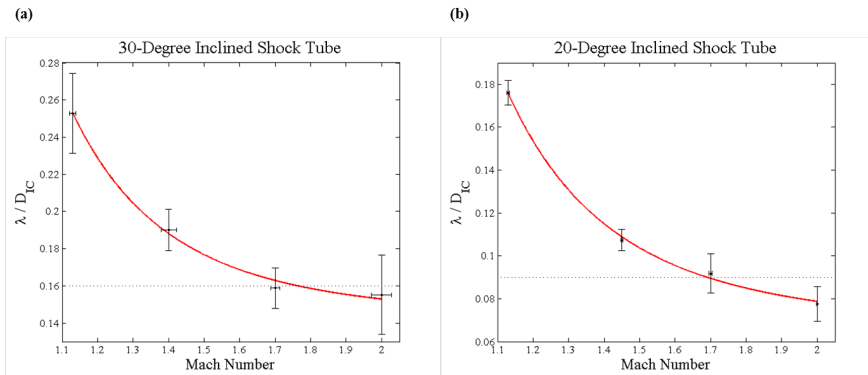 (a)
30-Degree Inclined Shock Tube
0.28
0.26
0.24
0.22
0.2
0.18
0.16
0.14
λ / D_IC
1.1 1.2 1.3 1.4 1.5 1.6 1.7 1.8 1.9 2
Mach Number
(b)
20-Degree Inclined Shock Tube
0.18
0.16
0.14
0.12
0.1
0.08
0.06
λ / D_IC
1.1 1.2 1.3 1.4 1.5 1.6 1.7 1.8 1.9 2
Mach Number